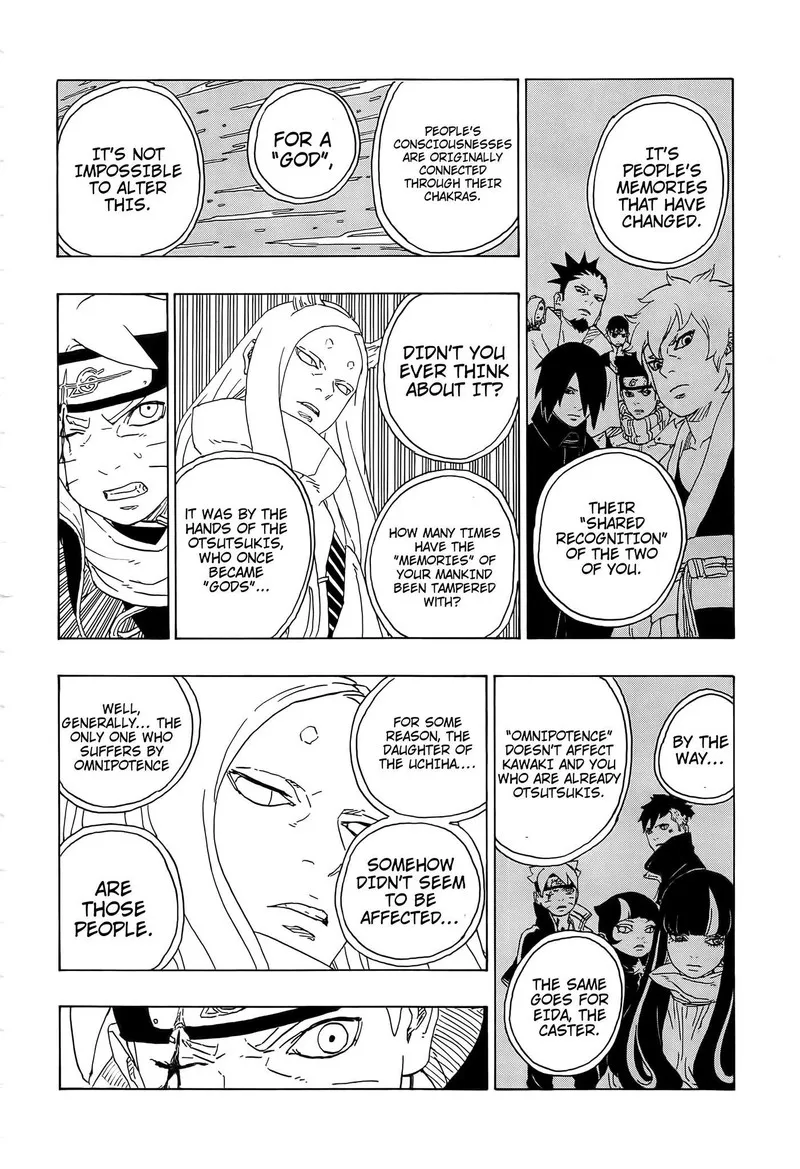 IT'S
PEOPLE'S
MEMORIES
THAT HAVE
CHANGED.
THEIR
"SHARED
RECOGNITION"
OF THE TWO
OF YOU.
PEOPLE'S
CONSCIOUSNESSES
ARE ORIGINALLY
CONNECTED
THROUGH THEIR
CHAKRAS.
FOR A
"GOD",
IT'S NOT
IMPOSSIBLE
TO ALTER
THIS.
DIDN'T YOU
EVER THINK
ABOUT IT?
HOW MANY TIMES
HAVE THE
"MEMORIES" OF
YOUR MANKIND
BEEN TAMPERED
WITH?
IT WAS BY THE
HANDS OF THE
OTSUTSUKIS,
WHO ONCE
BECAME
"GODS"...
BY THE
WAY...
"OMNIPOTENCE"
DOESN'T AFFECT
KAWAKI AND YOU
WHO ARE ALREADY
OTSUTSUKIS.
THE SAME
GOES FOR
EIDA, THE
CASTER.
FOR SOME
REASON, THE
DAUGHTER OF
THE UCHIHA....
SOMEHOW
DIDN'T SEEM
TO BE
AFFECTED...
WELL,
GENERALLY... THE
ONLY ONE WHO
SUFFERS BY
OMNIPOTENCE
ARE
THOSE
PEOPLE.